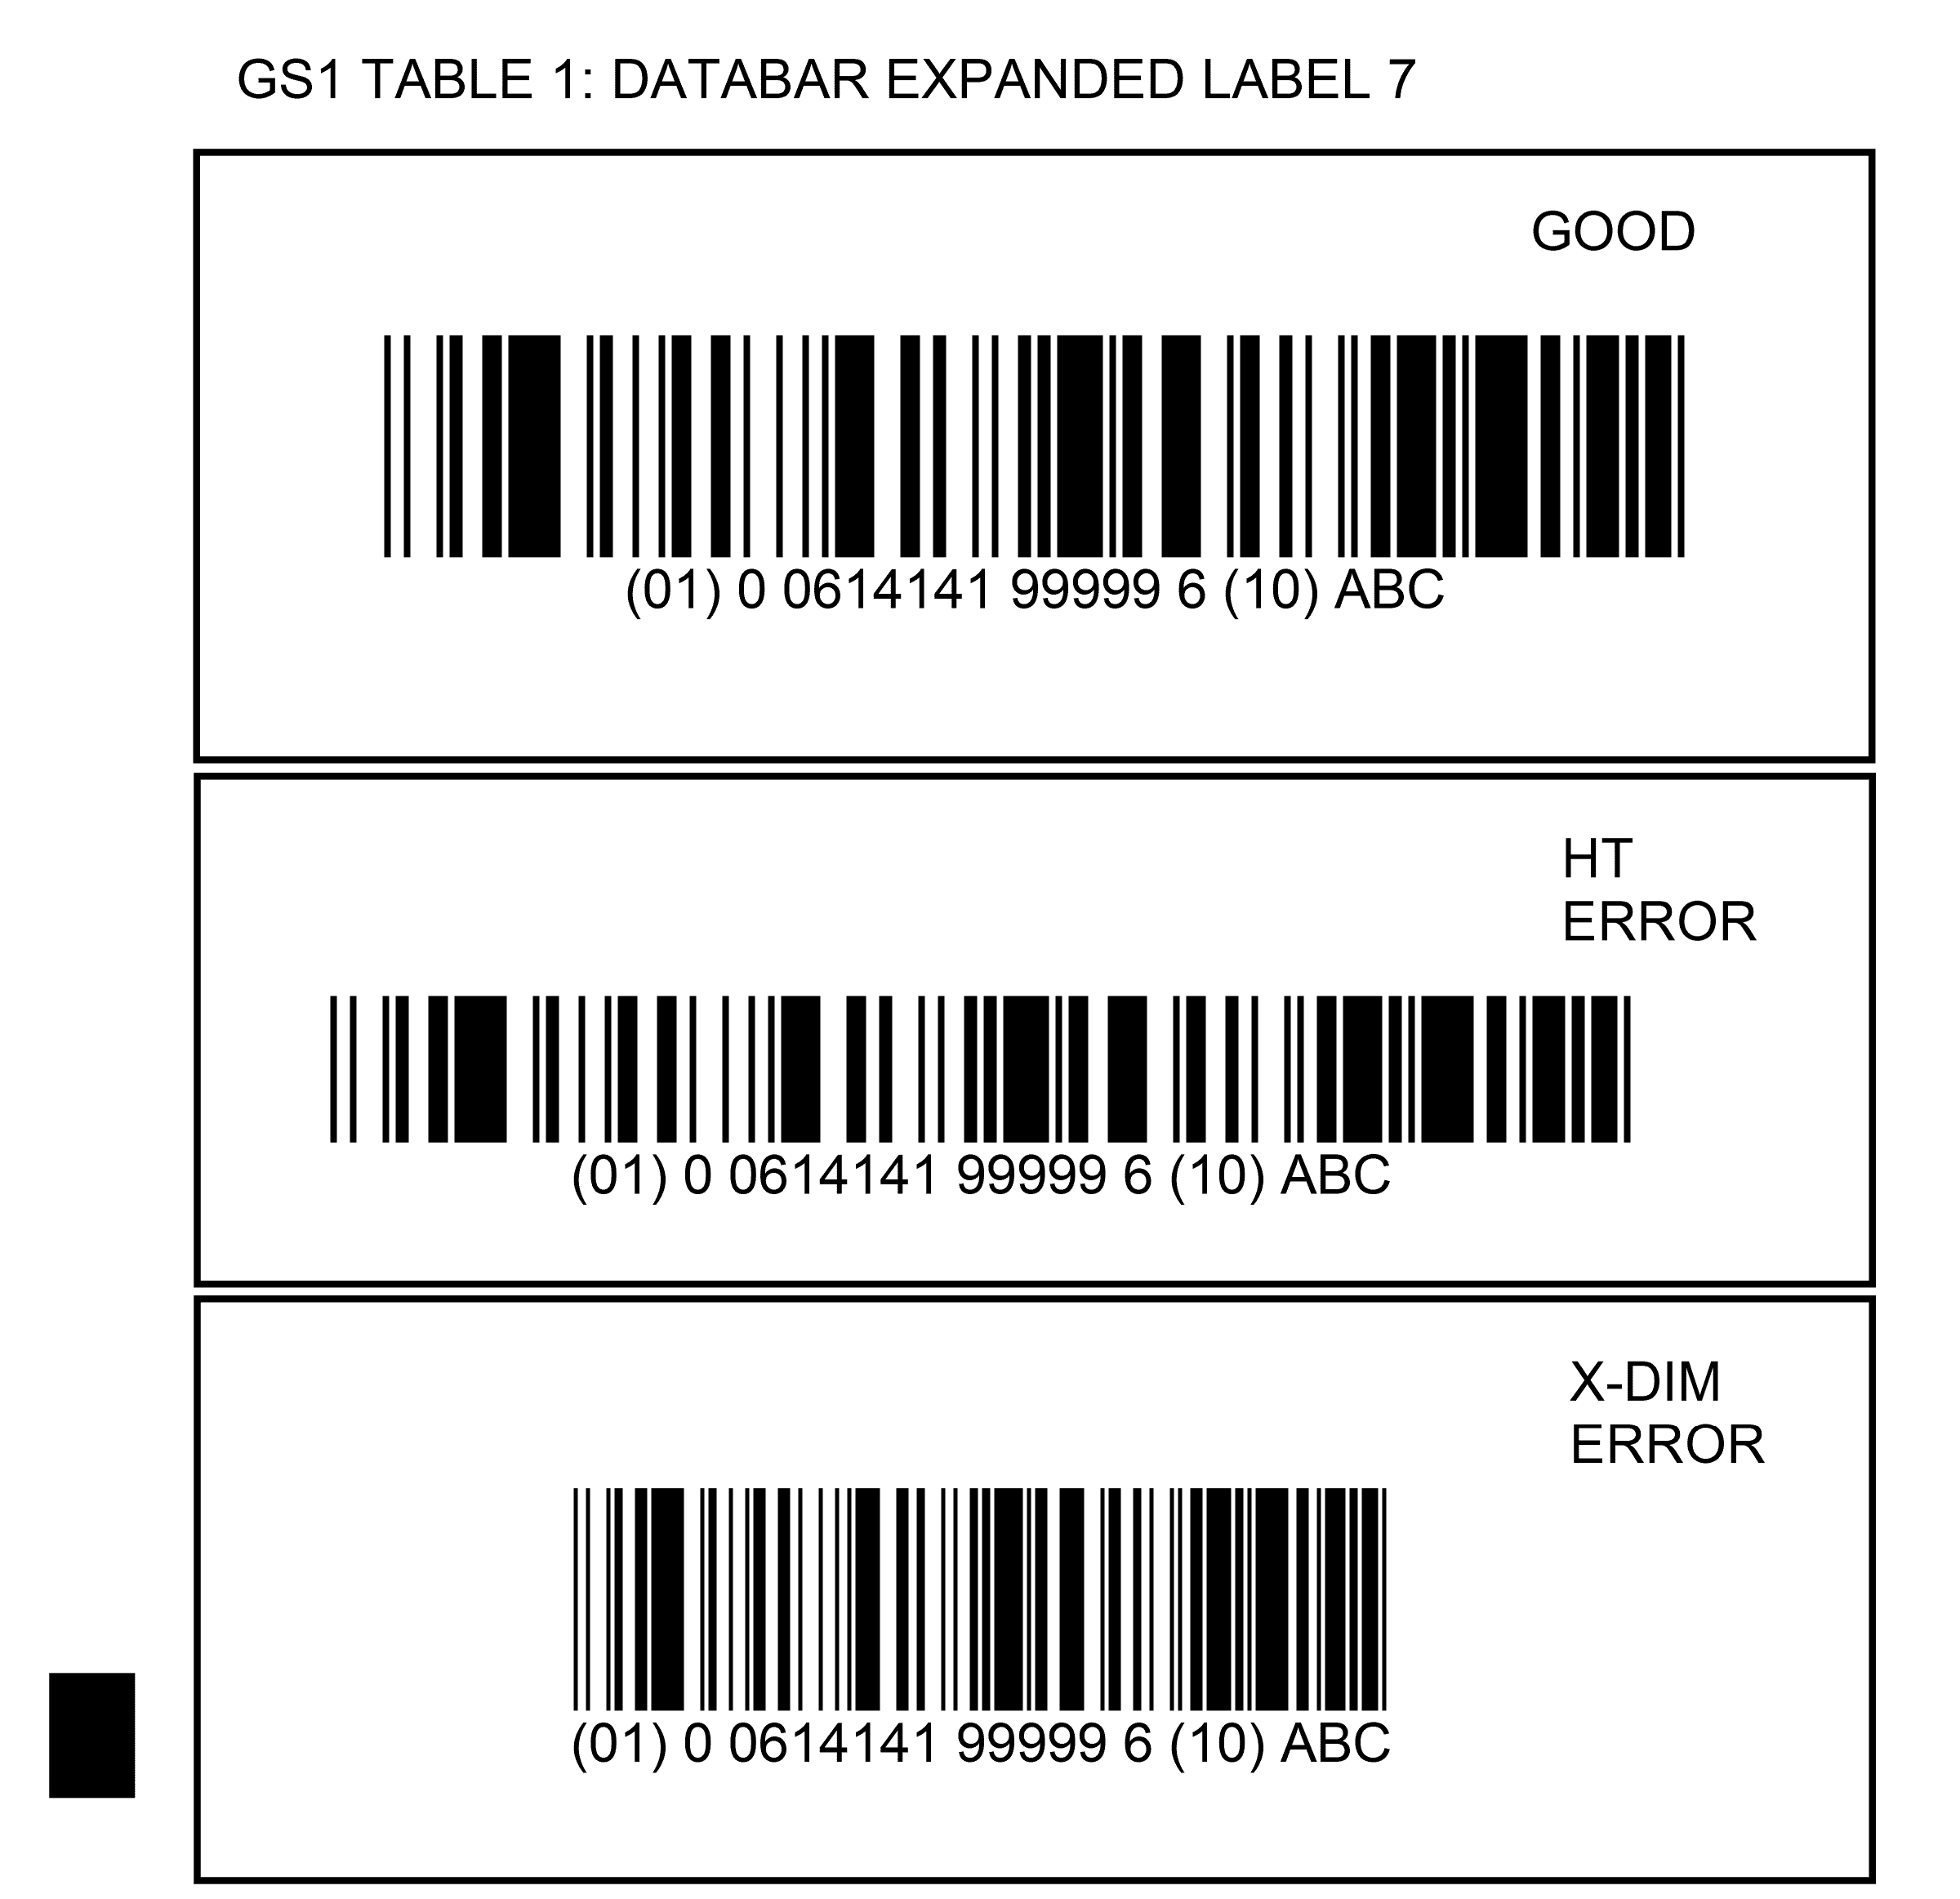 GS1 TABLE 1: DATABAR EXPANDED LABEL 7
GOOD
(01) 0 0614141 99999 6 (10) ABC
HT
ERROR
(01) 0 0614141 99999 6 (10) ABC
X-DIM
ERROR
(01) 0 0614141 99999 6 (10) ABC